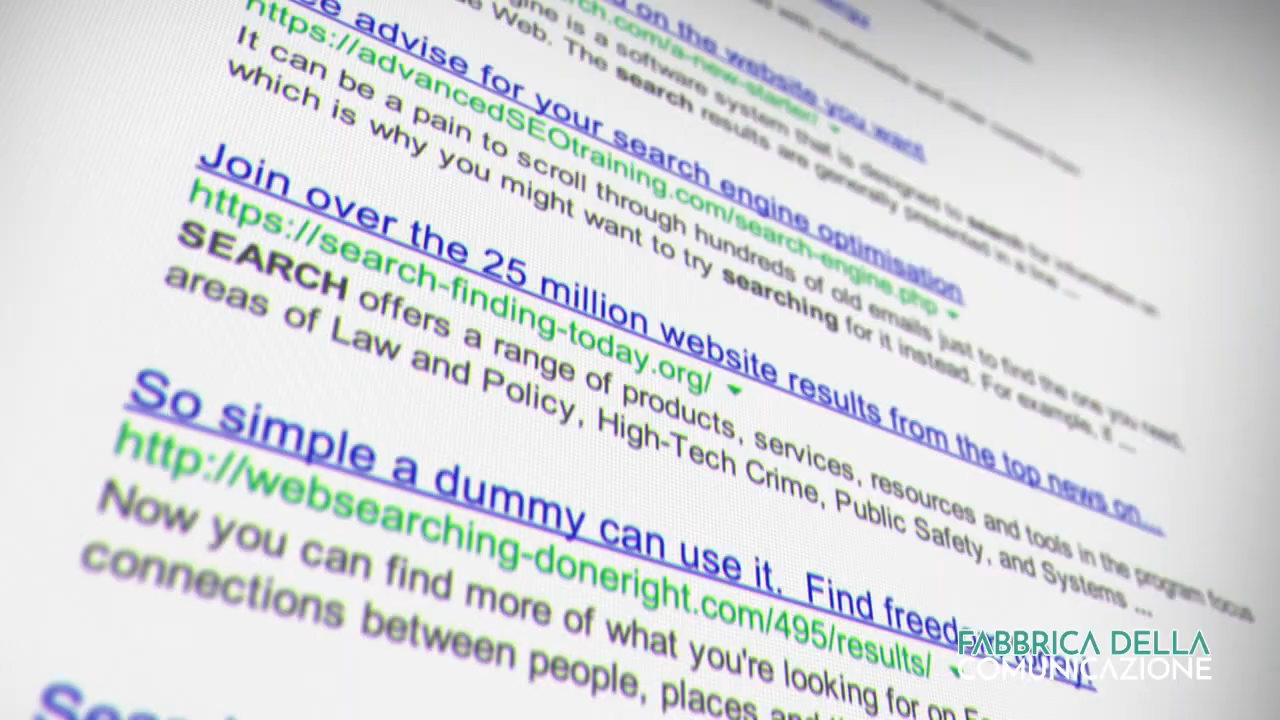 on the website you want
rch.com/a-new-starter/
gine is a software system that is designed to search for information on
e Web. The search results are generally presented in a line ...
advise for your search engine optimisation
https://advancedSEOtraining.com/search-engine.php
It can be a pain to scroll through hundreds of old emails just to find the one you need,
which is why you might want to try searching for it instead. For example, it ...
Join over the 25 million website results from the top news on...
https://search-finding-today.org/
SEARCH offers a range of products, services, resources and tools in the program focus
areas of Law and Policy, High-Tech Crime, Public Safety, and Systems ...
So simple a dummy can use it. Find freed
http://websearching-doneright.com/495/results/
Now you can find more of what you're looking for on
connections between people, places and
FABBRICA DELLA
COMUNICAZIONE